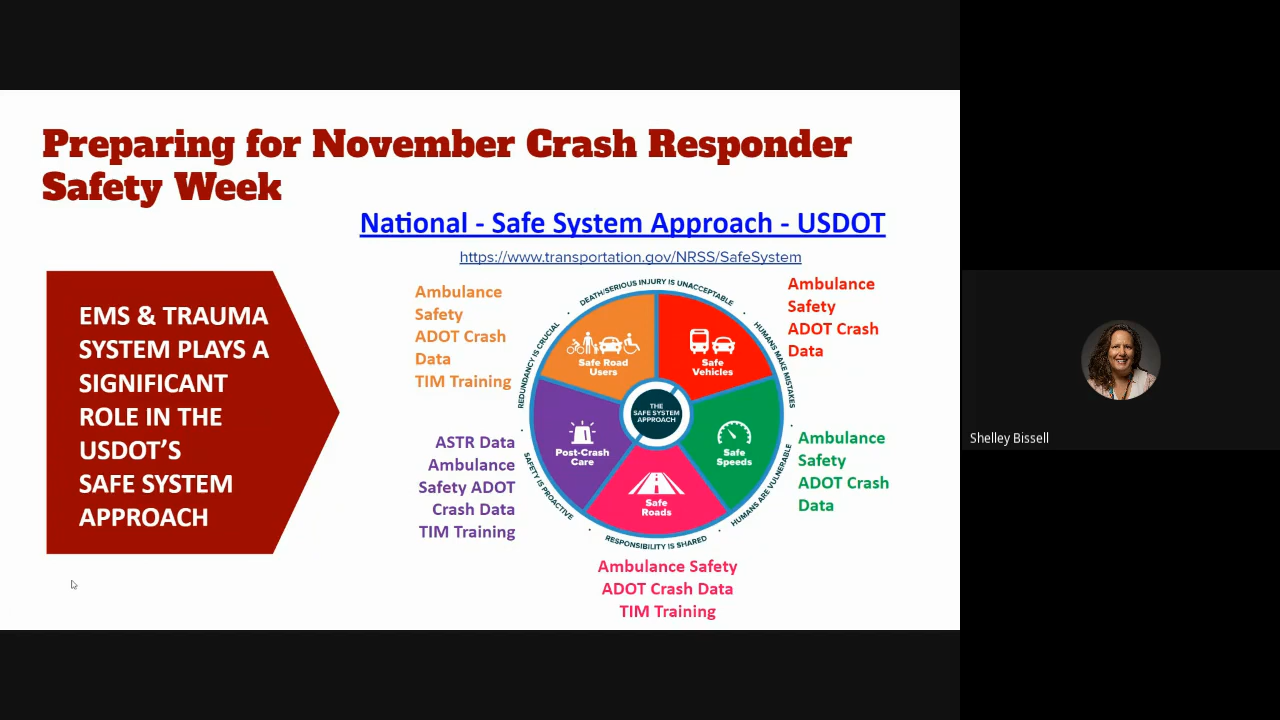 Preparing for November Crash Responder
Safety Week
National - Safe System Approach - USDOT
https://www.transportation.gov/NRSS/SafeSystem
EMS & TRAUMA
SYSTEM PLAYS A
SIGNIFICANT
ROLE IN THE
USDOT’S
SAFE SYSTEM
APPROACH
Ambulance
Safety
ADOT Crash
Data
TIM Training
Ambulance
Safety
ADOT Crash
Data
DEATH/SERIOUS INJURY IS UNACCEPTABLE
HUMANS MAKE MISTAKES
HUMANS ARE VULNERABLE
RESPONSIBILITY IS SHARED
SAFETY IS PROACTIVE
REDUNDANCY IS CRUCIAL
Safe Road
Users
Safe
Vehicles
THE
SAFE SYSTEM
APPROACH
Post-Crash
Care
Safe
Speeds
Safe
Roads
ASTR Data
Ambulance
Safety ADOT
Crash Data
TIM Training
Ambulance
Safety
ADOT Crash
Data
Ambulance Safety
ADOT Crash Data
TIM Training
Shelley Bissell